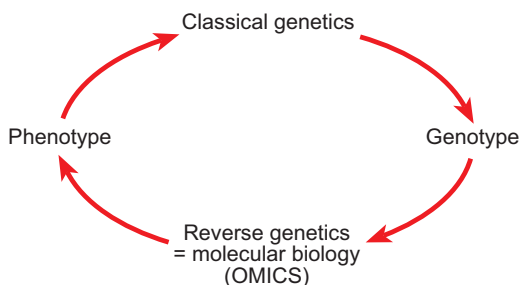 Classical genetics
Phenotype
Genotype
Reverse genetics
= molecular biology
(OMICS)